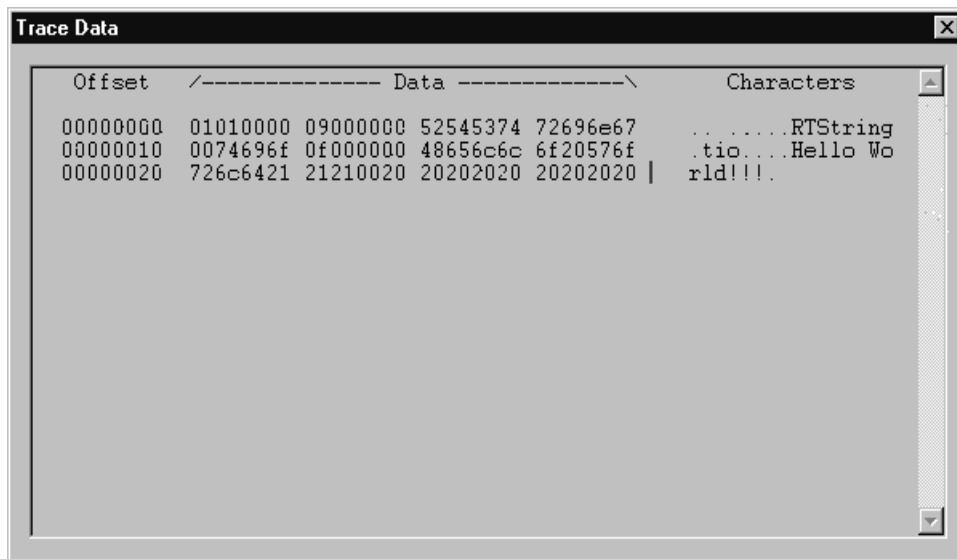 Trace Data
Offset /-------------- Data -------------\ Characters
00000000 01010000 09000000 52545374 72696e67 .. .....RTString
00000010 0074696f 0f000000 48656c6c 6f20576f .tio....Hello Wo
00000020 726c6421 21210020 20202020 20202020 rld!!!.